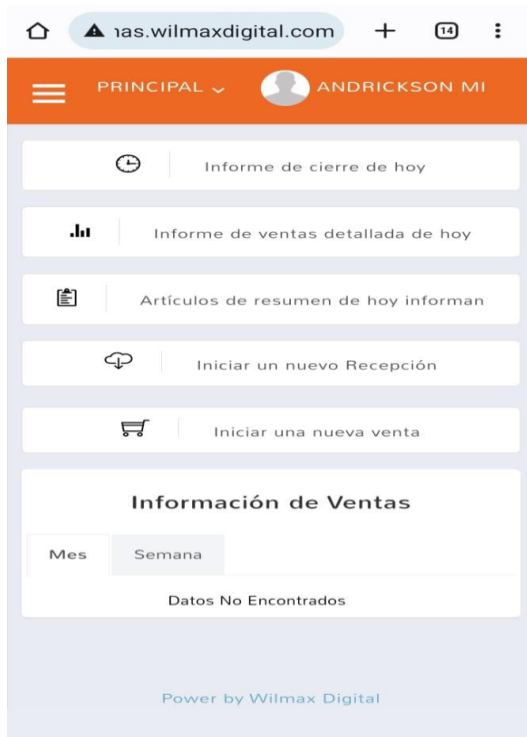 nas.wilmaxdigital.com 14
PRINCIPAL ANDRICKSON MI
Informe de cierre de hoy
Informe de ventas detallada de hoy
Artículos de resumen de hoy informan
Iniciar un nuevo Recepción
Iniciar una nueva venta
Información de Ventas
Mes Semana
Datos No Encontrados
Power by Wilmax Digital